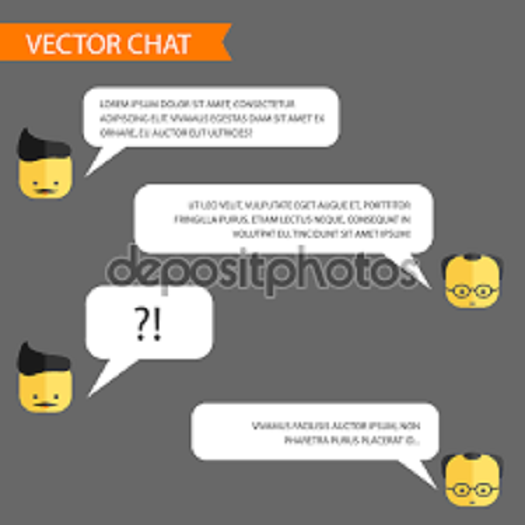 VECTOR CHAT
LOREM IPSUM DOLOR SIT AMET, CONSECTETUR
ADIPISCING ELIT. VIVAMUS EGESTAS DIAM SIT AMET EX
ORNARE, EU AUCTOR ELIT ULTRICIES?
UT LEO VELIT, VULPUTATE EGET AUGUE ET, PORTTITOR
FRINGILLA PURUS. ETIAM LECTUS NEQUE, CONSEQUAT IN
VOLUTPAT EU, TINCIDUNT SIT AMET IPSUM!
depositphotos
?!
VIVAMUS FACILISIS AUCTOR IPSUM, NON
PHARETRA PURUS PLACERAT ID...